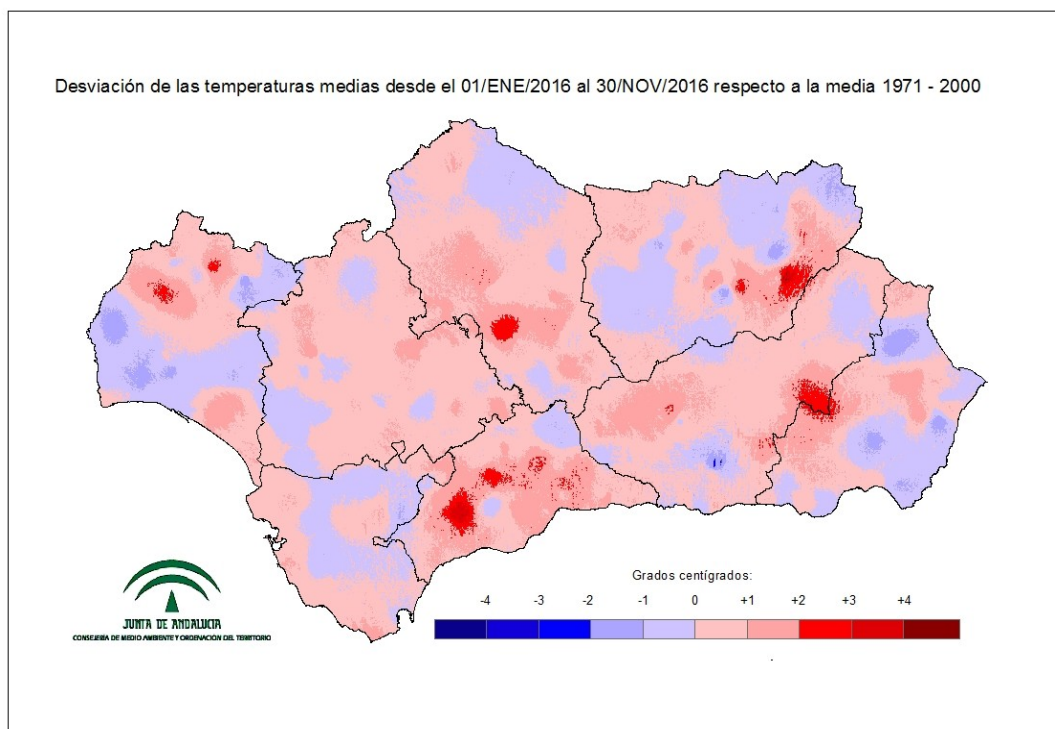 Desviación de las temperaturas medias desde el 01/ENE/2016 al 30/NOV/2016 respecto a la media 1971 - 2000
Grados centígrados:
-4 -3 -2 -1 0 +1 +2 +3 +4
JUNTA DE ANDALUCIA
CONSEJERÍA DE MEDIO AMBIENTE Y ORDENACIÓN DEL TERRITORIO